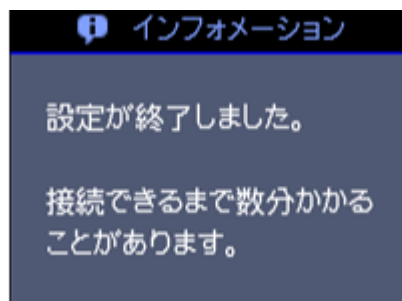 インフォメーション
設定が終了しました。
接続できるまで数分かかる
ことがあります。